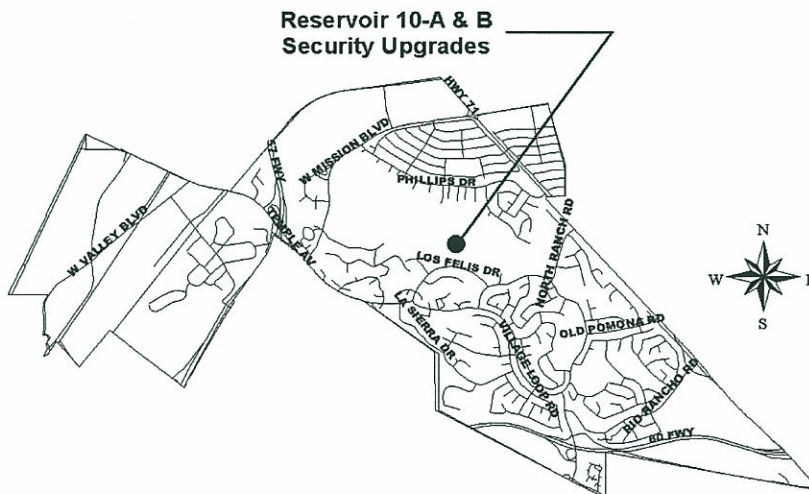 Reservoir 10-A & B
Security Upgrades
HWY 71
57 FWY
W MISSION BLVD
PHILLIPS DR
W VALLEY BLVD
TEMPLE AV
LOS FELIS DR
NORTH RANCH RD
LA SIERRA DR
VILLAGE LOOP RD
OLD POMONA RD
RIO RANCHO RD
60 FWY
N
W
E
S